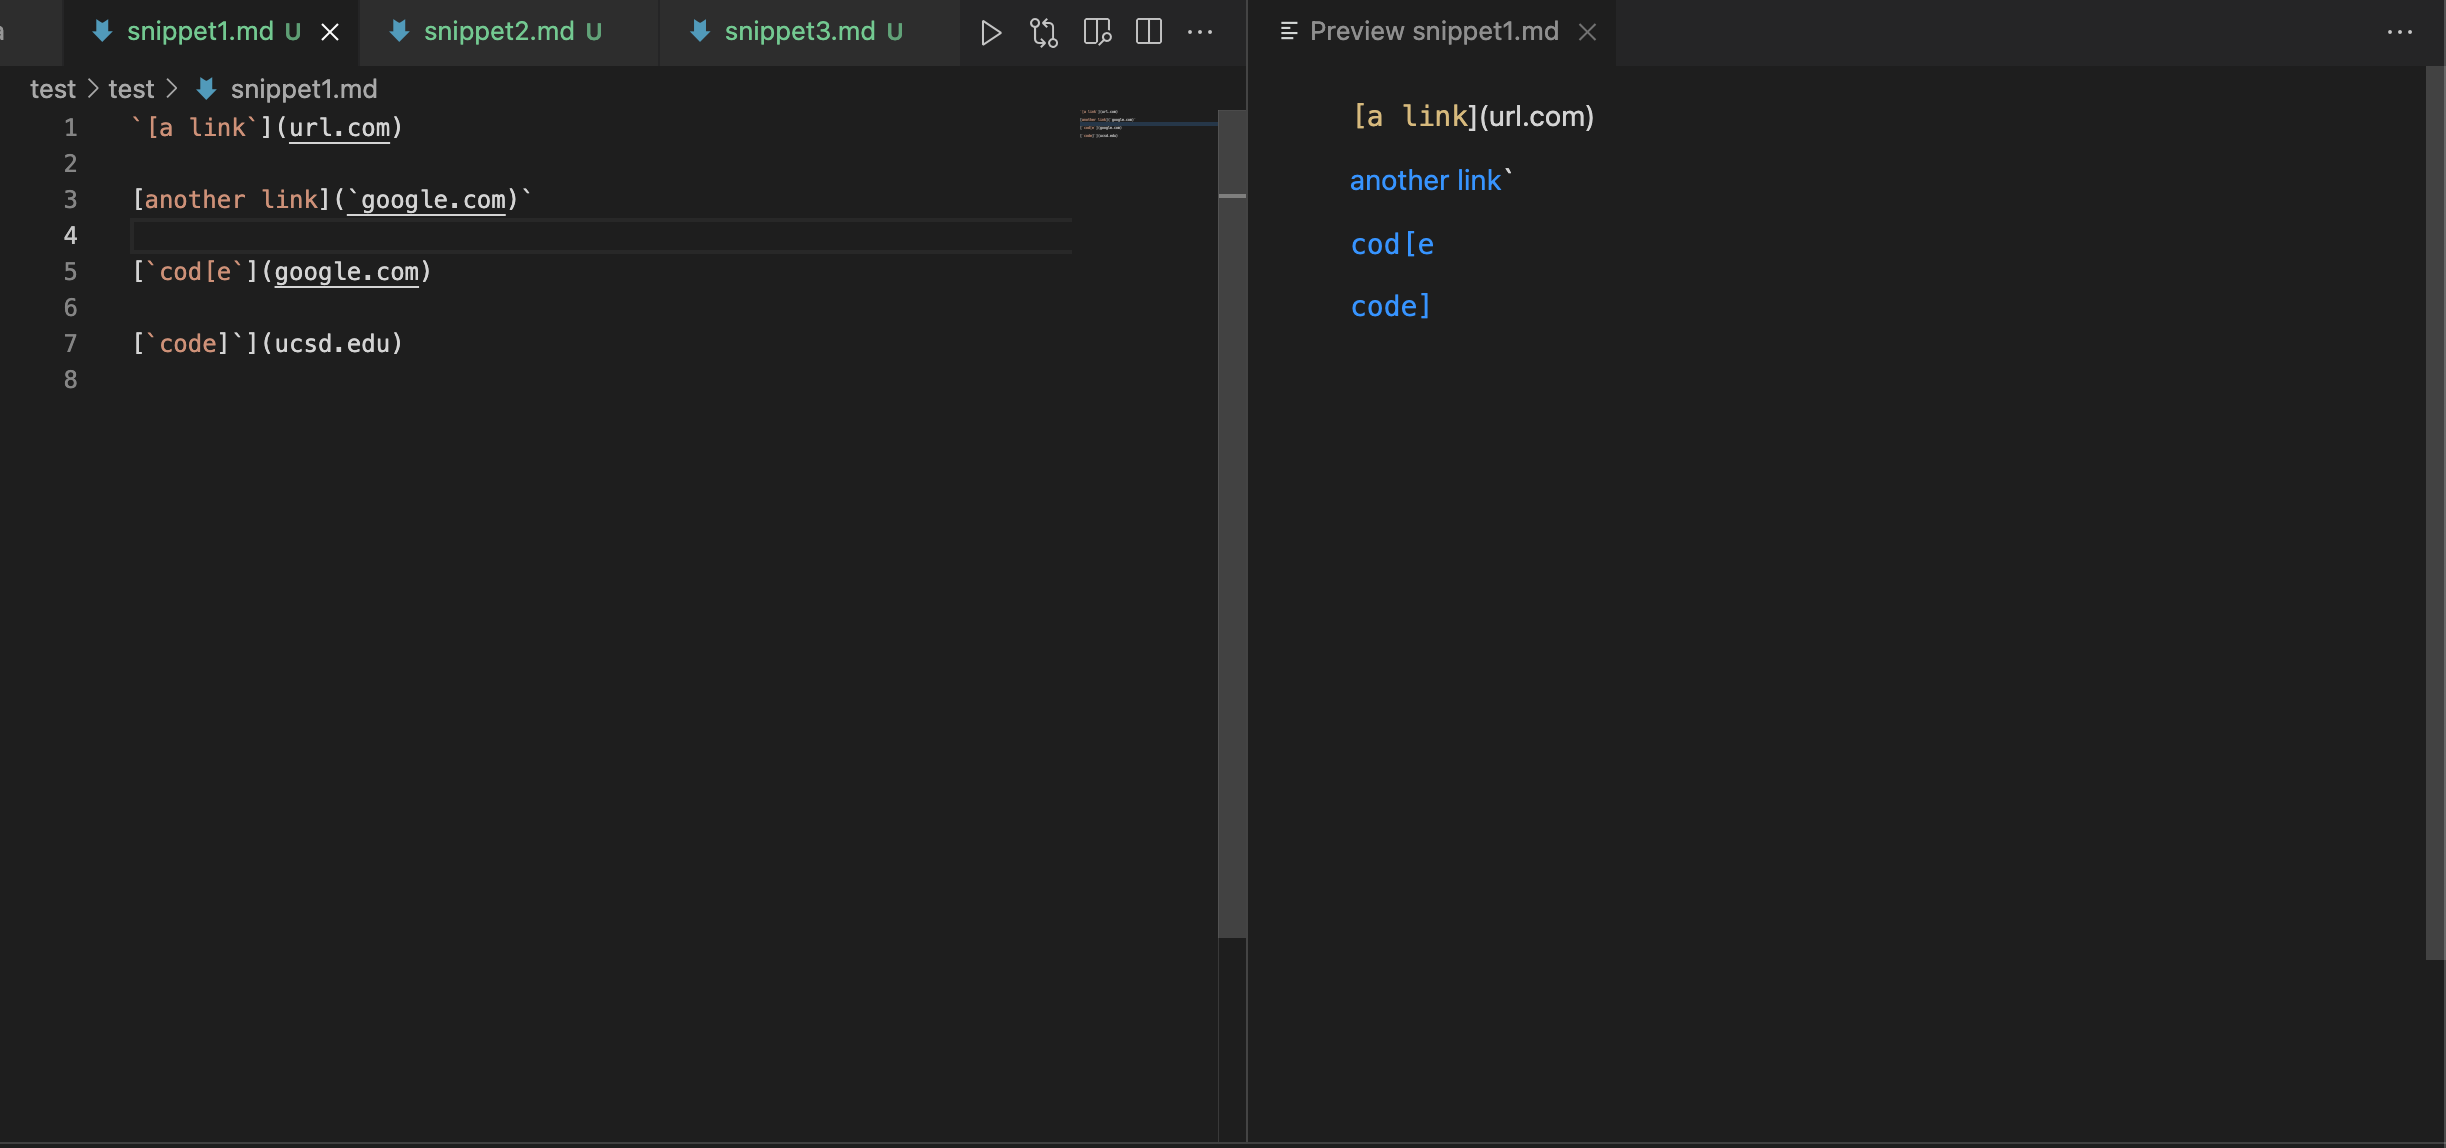 snippet1.md U
snippet2.md U
snippet3.md U
Preview snippet1.md
test > test > snippet1.md
1 `[a link`](url.com)
2
3 [another link](`google.com)`
4
5 [`cod[e`](google.com)
6
7 [`code]`](ucsd.edu)
8
[a link](url.com)
another link`
cod[e
code]